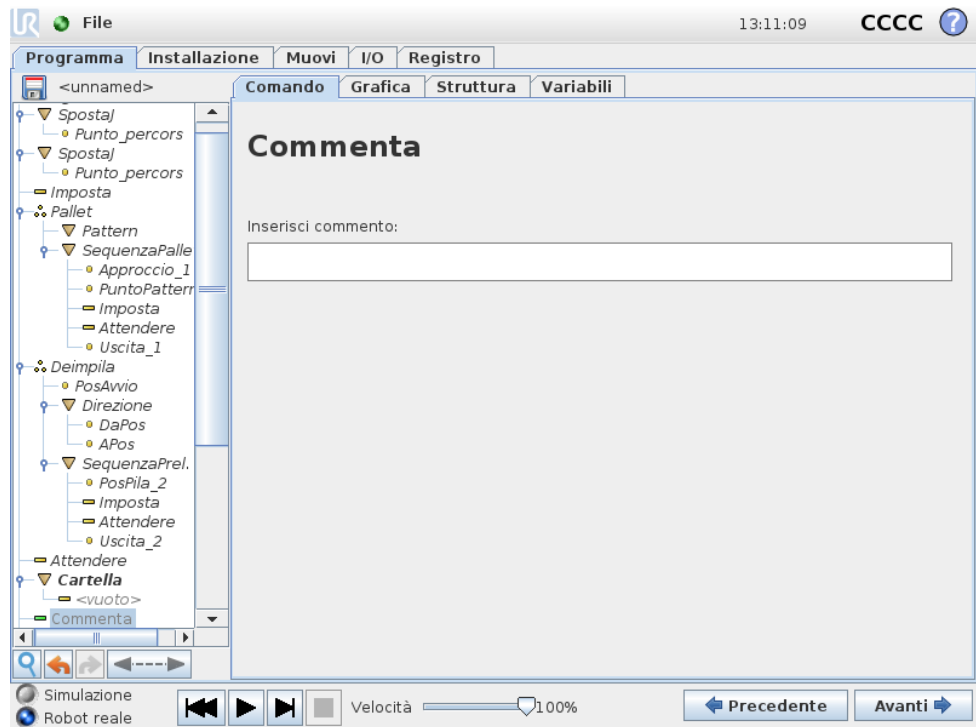 UR File 13:11:09 CCCC ?
Programma Installazione Muovi I/O Registro
<unnamed> Comando Grafica Struttura Variabili
SpostaJ
Punto_percors
SpostaJ
Punto_percors
Imposta
Pallet
Pattern
SequenzaPalle
Approccio_1
PuntoPattern
Imposta
Attendere
Uscita_1
Deimpila
PosAvvio
Direzione
DaPos
APos
SequenzaPrel.
PosPila_2
Imposta
Attendere
Uscita_2
Attendere
Cartella
<vuoto>
Commenta
Commenta
Inserisci commento:
Simulazione
Robot reale
Velocità 100% Precedente Avanti